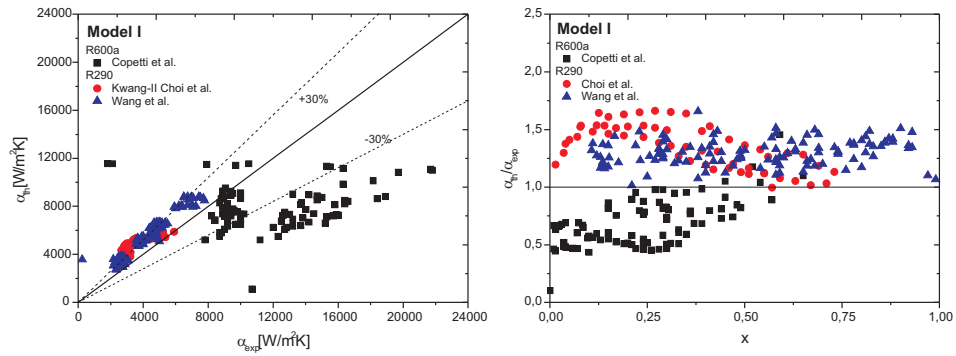 Model I
R600a
Copetti et al.
R290
Kwang-II Choi et al.
Wang et al.
+30%
-30%
24000
20000
16000
12000
8000
4000
0
0 4000 8000 12000 16000 20000 24000
α_th[W/m²K]
α_exp[W/m²K]
Model I
R600a
Copetti et al.
R290
Choi et al.
Wang et al.
2,5
2,0
1,5
1,0
0,5
0,0
0,00 0,25 0,50 0,75 1,00
α_th/α_exp
x